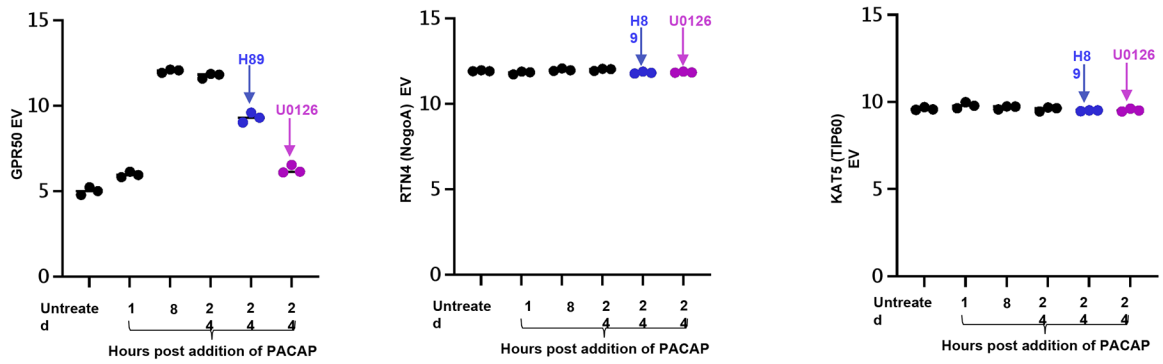 15
10
5
0
GPR50 EV
H89
U0126
Untreate
d
1
8
2
4
2
4
2
4
Hours post addition of PACAP
15
10
5
0
RTN4 (NogoA) EV
H8
9
U0126
Untreate
d
1
8
2
4
2
4
2
4
Hours post addition of PACAP
15
10
5
0
KAT5 (TIP60)
EV
H8
9
U0126
Untreate
d
1
8
2
4
2
4
2
4
Hours post addition of PACAP